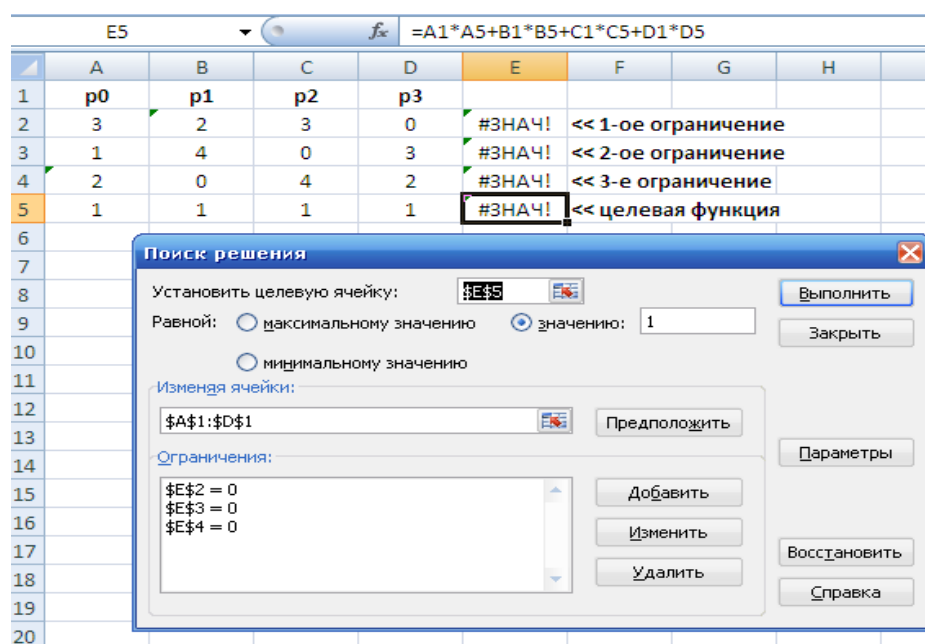 E5 fx =A1*A5+B1*B5+C1*C5+D1*D5
A B C D E F G H
1 p0 p1 p2 p3
2 3 2 3 0 #ЗНАЧ! << 1-ое ограничение
3 1 4 0 3 #ЗНАЧ! << 2-ое ограничение
4 2 0 4 2 #ЗНАЧ! << 3-е ограничение
5 1 1 1 1 #ЗНАЧ! << целевая функция
6
7
8
9
10
11
12
13
14
15
16
17
18
19
20
Поиск решения
Установить целевую ячейку: $E$5 Выполнить
Равной: максимальному значению значению: 1 Закрыть
минимальному значению
Изменяя ячейки:
$A$1:$D$1 Предположить
Параметры
Ограничения:
$E$2 = 0 Добавить
$E$3 = 0
$E$4 = 0 Изменить
Восстановить
Удалить
Справка